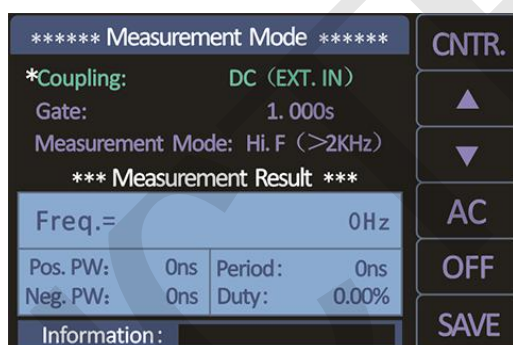 ****** Measurement Mode ******
CNTR.
*Coupling: DC (EXT. IN)
Gate: 1.000s
Measurement Mode: Hi.F (>2KHz)
*** Measurement Result ***
AC
Freq.= 0Hz
Pos. PW: 0ns Period: 0ns
OFF
Neg. PW: 0ns Duty: 0.00%
Information:
SAVE